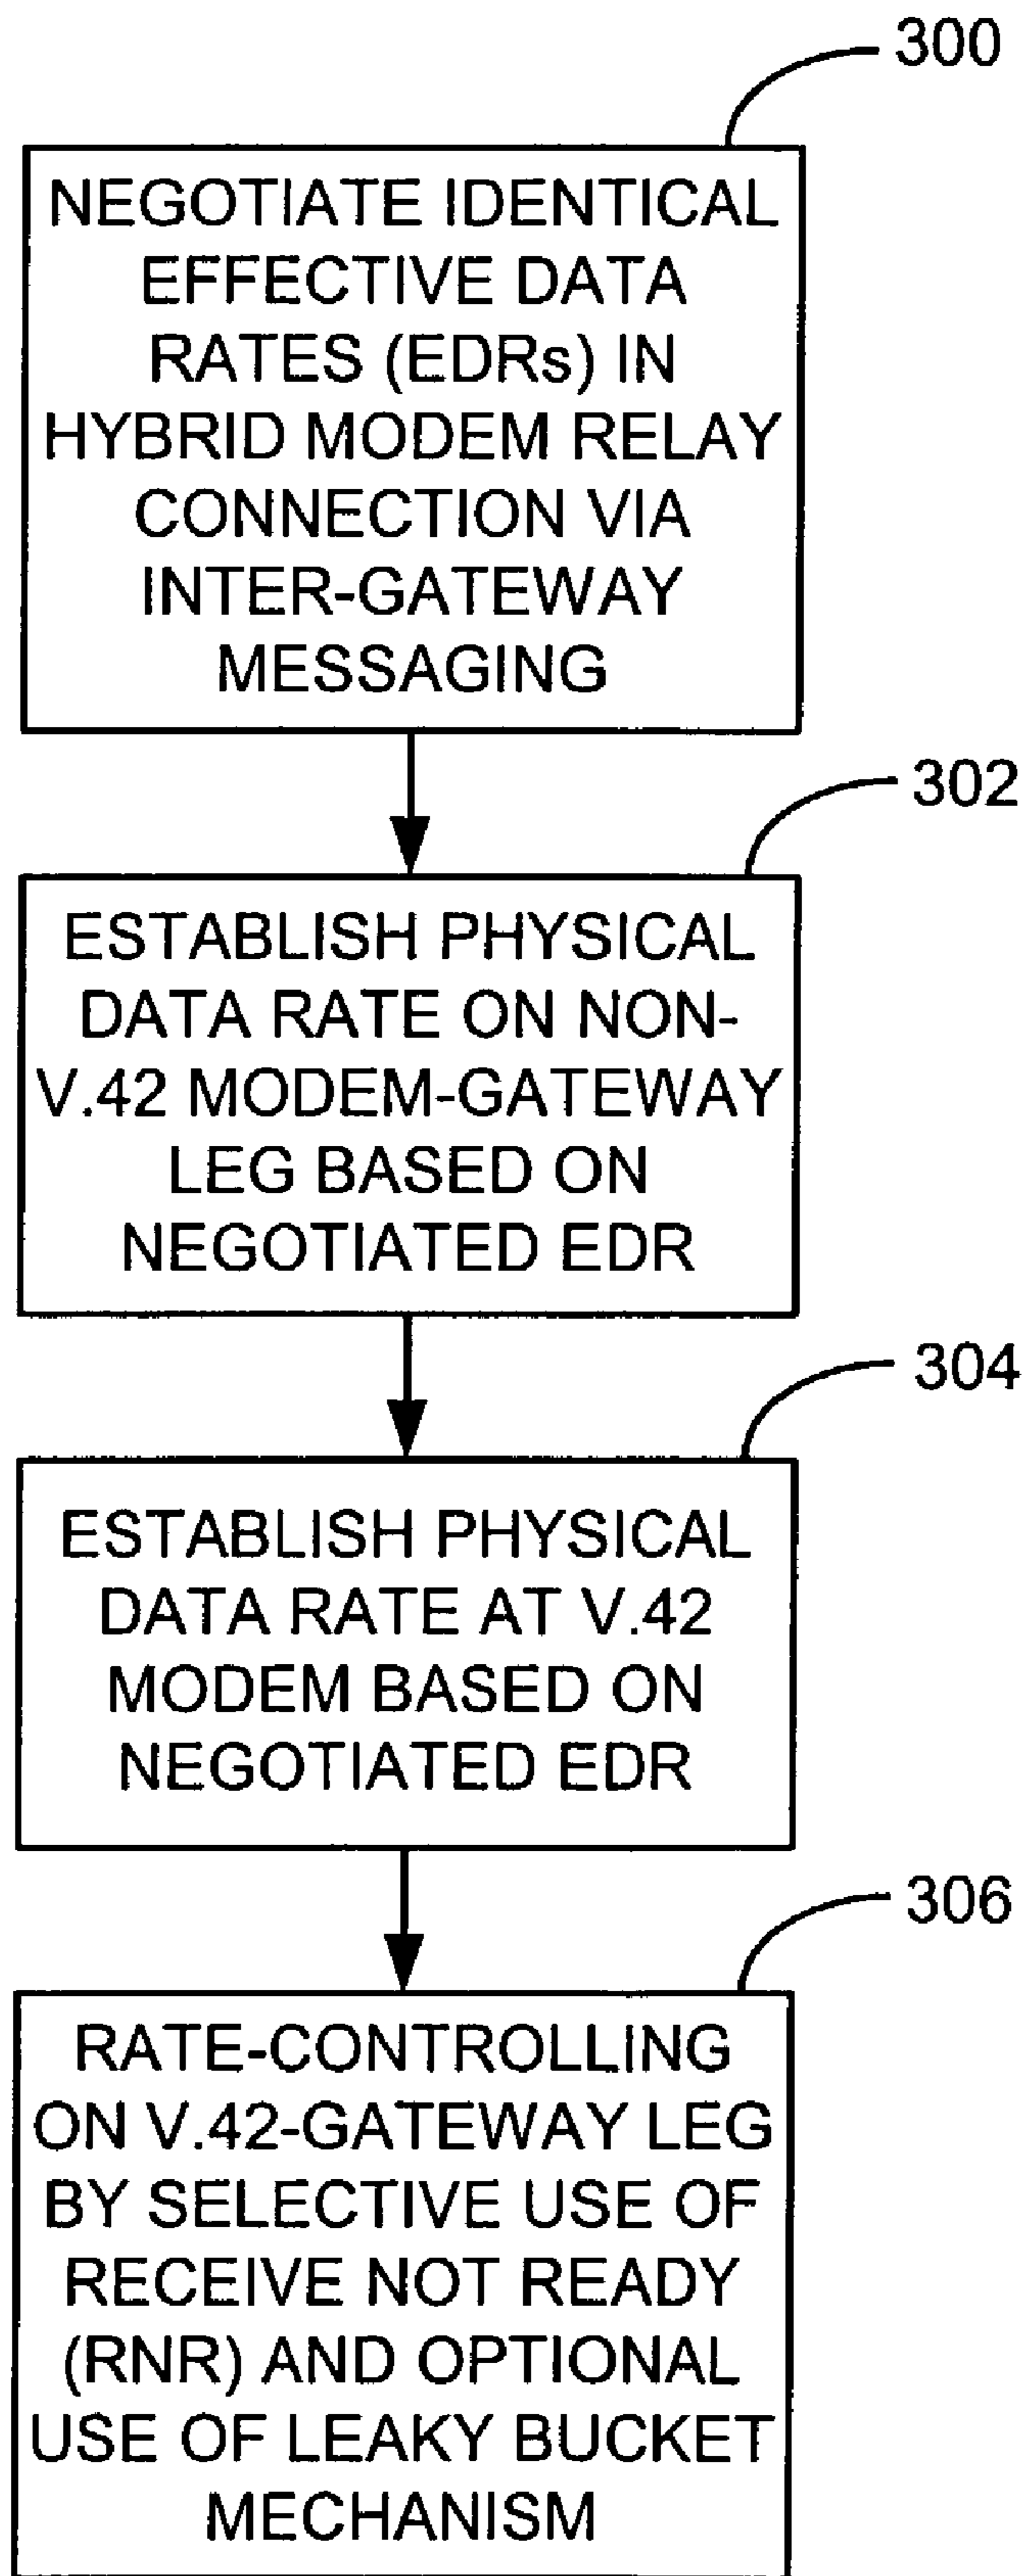 300
NEGOTIATE IDENTICAL
EFFECTIVE DATA
RATES (EDRs) IN
HYBRID MODEM RELAY
CONNECTION VIA
INTER-GATEWAY
MESSAGING
302
ESTABLISH PHYSICAL
DATA RATE ON NON-
V.42 MODEM-GATEWAY
LEG BASED ON
NEGOTIATED EDR
304
ESTABLISH PHYSICAL
DATA RATE AT V.42
MODEM BASED ON
NEGOTIATED EDR
306
RATE-CONTROLLING
ON V.42-GATEWAY LEG
BY SELECTIVE USE OF
RECEIVE NOT READY
(RNR) AND OPTIONAL
USE OF LEAKY BUCKET
MECHANISM